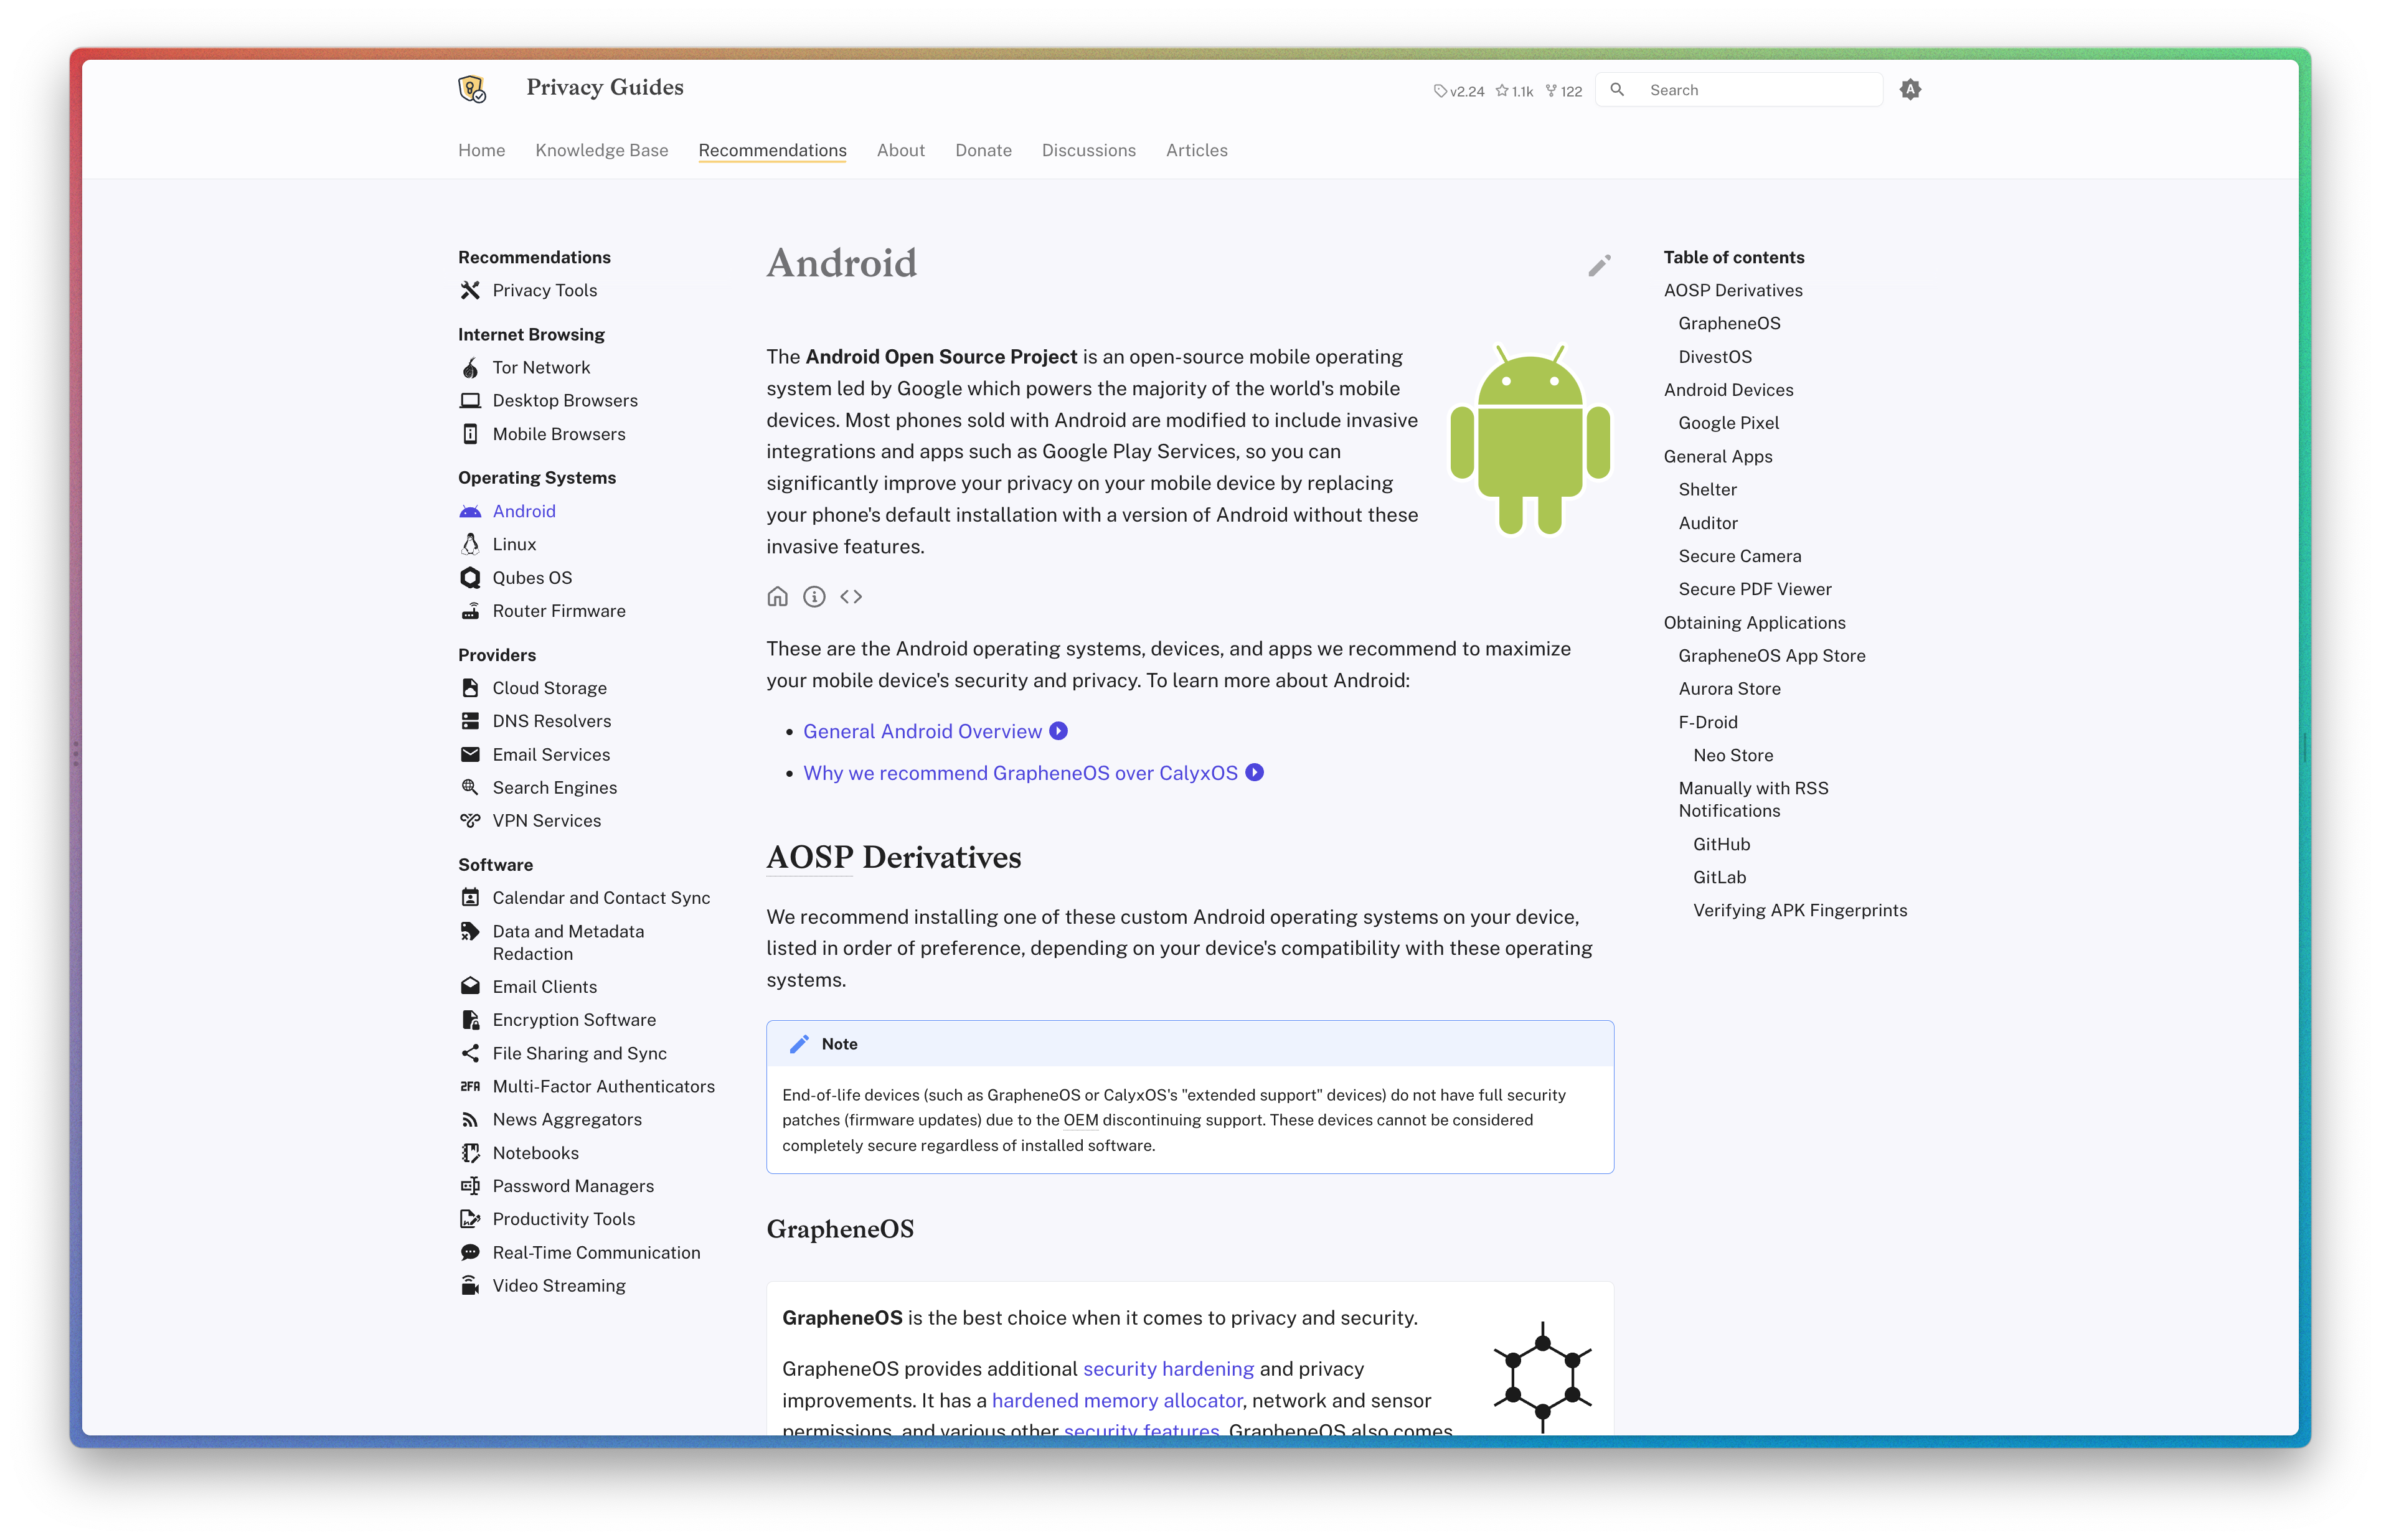 Privacy Guides
v2.24 1.1k 122
Search
A
Home Knowledge Base Recommendations About Donate Discussions Articles
Recommendations
Privacy Tools
Internet Browsing
Tor Network
Desktop Browsers
Mobile Browsers
Operating Systems
Android
Linux
Qubes OS
Router Firmware
Providers
Cloud Storage
DNS Resolvers
Email Services
Search Engines
VPN Services
Software
Calendar and Contact Sync
Data and Metadata
Redaction
Email Clients
Encryption Software
File Sharing and Sync
2FA Multi-Factor Authenticators
News Aggregators
Notebooks
Password Managers
Productivity Tools
Real-Time Communication
Video Streaming
Android
The Android Open Source Project is an open-source mobile operating
system led by Google which powers the majority of the world's mobile
devices. Most phones sold with Android are modified to include invasive
integrations and apps such as Google Play Services, so you can
significantly improve your privacy on your mobile device by replacing
your phone's default installation with a version of Android without these
invasive features.
These are the Android operating systems, devices, and apps we recommend to maximize
your mobile device's security and privacy. To learn more about Android:
• General Android Overview
• Why we recommend GrapheneOS over CalyxOS
AOSP Derivatives
We recommend installing one of these custom Android operating systems on your device,
listed in order of preference, depending on your device's compatibility with these operating
systems.
Note
End-of-life devices (such as GrapheneOS or CalyxOS's "extended support" devices) do not have full security
patches (firmware updates) due to the OEM discontinuing support. These devices cannot be considered
completely secure regardless of installed software.
GrapheneOS
GrapheneOS is the best choice when it comes to privacy and security.
GrapheneOS provides additional security hardening and privacy
improvements. It has a hardened memory allocator, network and sensor
permissions, and various other security features. GrapheneOS also comes
Table of contents
AOSP Derivatives
GrapheneOS
DivestOS
Android Devices
Google Pixel
General Apps
Shelter
Auditor
Secure Camera
Secure PDF Viewer
Obtaining Applications
GrapheneOS App Store
Aurora Store
F-Droid
Neo Store
Manually with RSS
Notifications
GitHub
GitLab
Verifying APK Fingerprints